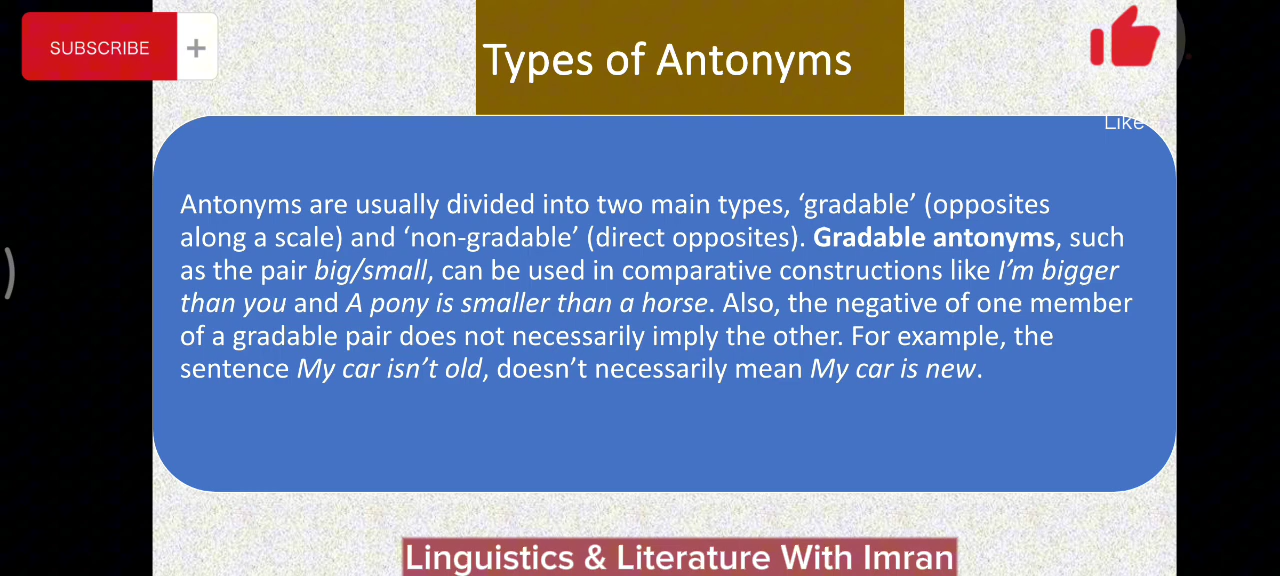 SUBSCRIBE
Types of Antonyms
Like
Antonyms are usually divided into two main types, ‘gradable’ (opposites
along a scale) and ‘non-gradable’ (direct opposites). Gradable antonyms, such
as the pair big/small, can be used in comparative constructions like I’m bigger
than you and A pony is smaller than a horse. Also, the negative of one member
of a gradable pair does not necessarily imply the other. For example, the
sentence My car isn’t old, doesn’t necessarily mean My car is new.
Linguistics & Literature With Imran